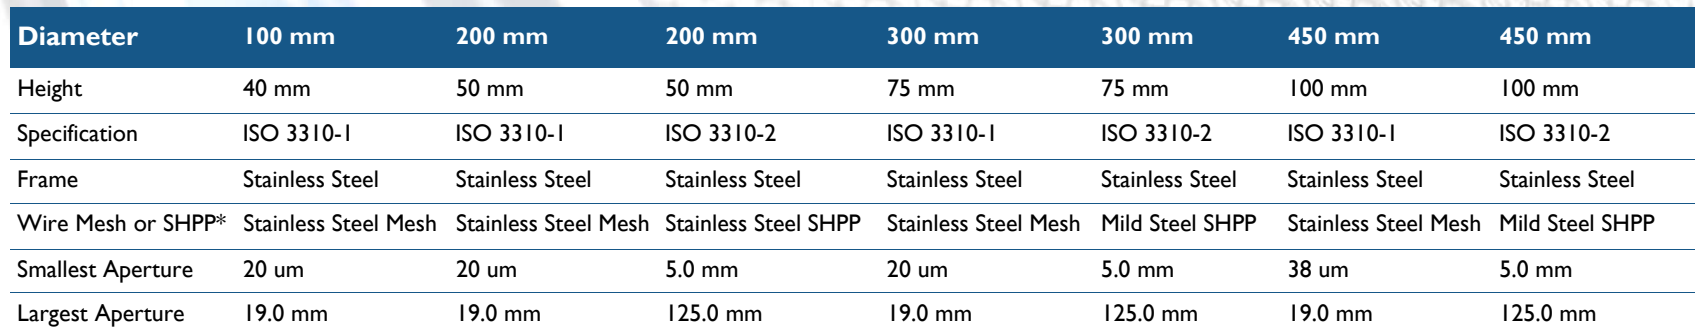 Diameter 100 mm 200 mm 200 mm 300 mm 300 mm 450 mm 450 mm
Height 40 mm 50 mm 50 mm 75 mm 75 mm 100 mm 100 mm
Specification ISO 3310-1 ISO 3310-1 ISO 3310-2 ISO 3310-1 ISO 3310-2 ISO 3310-1 ISO 3310-2
Frame Stainless Steel Stainless Steel Stainless Steel Stainless Steel Stainless Steel Stainless Steel Stainless Steel
Wire Mesh or SHPP* Stainless Steel Mesh Stainless Steel Mesh Stainless Steel SHPP Stainless Steel Mesh Mild Steel SHPP Stainless Steel Mesh Mild Steel SHPP
Smallest Aperture 20 um 20 um 5.0 mm 20 um 5.0 mm 38 um 5.0 mm
Largest Aperture 19.0 mm 19.0 mm 125.0 mm 19.0 mm 125.0 mm 19.0 mm 125.0 mm